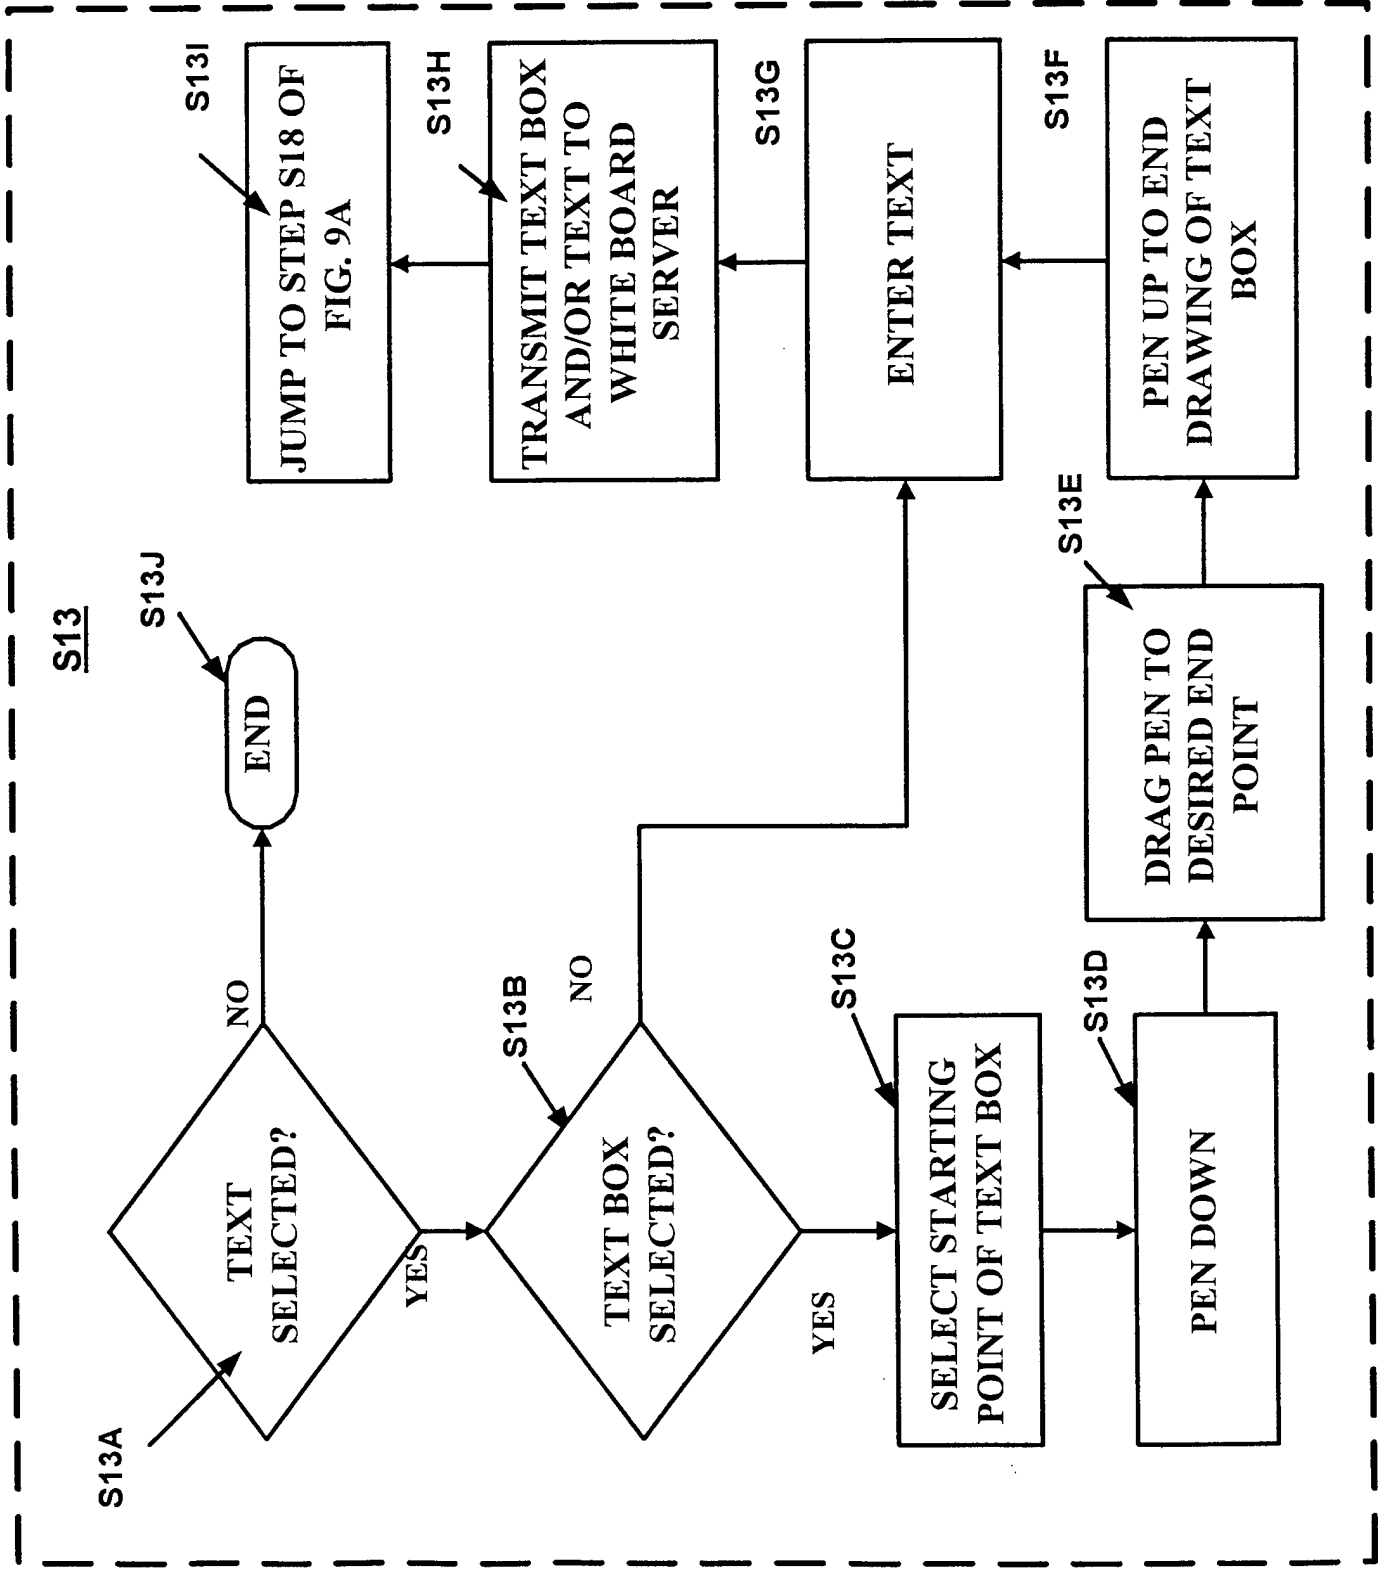 S13
S13A
TEXT
SELECTED?
NO
YES
END
S13J
S13B
TEXT BOX
SELECTED?
NO
YES
S13C
SELECT STARTING
POINT OF TEXT BOX
S13D
PEN DOWN
S13E
DRAG PEN TO
DESIRED END
POINT
S13F
PEN UP TO END
DRAWING OF TEXT
BOX
S13G
ENTER TEXT
S13H
TRANSMIT TEXT BOX
AND/OR TEXT TO
WHITE BOARD
SERVER
S13I
JUMP TO STEP S18 OF
FIG. 9A